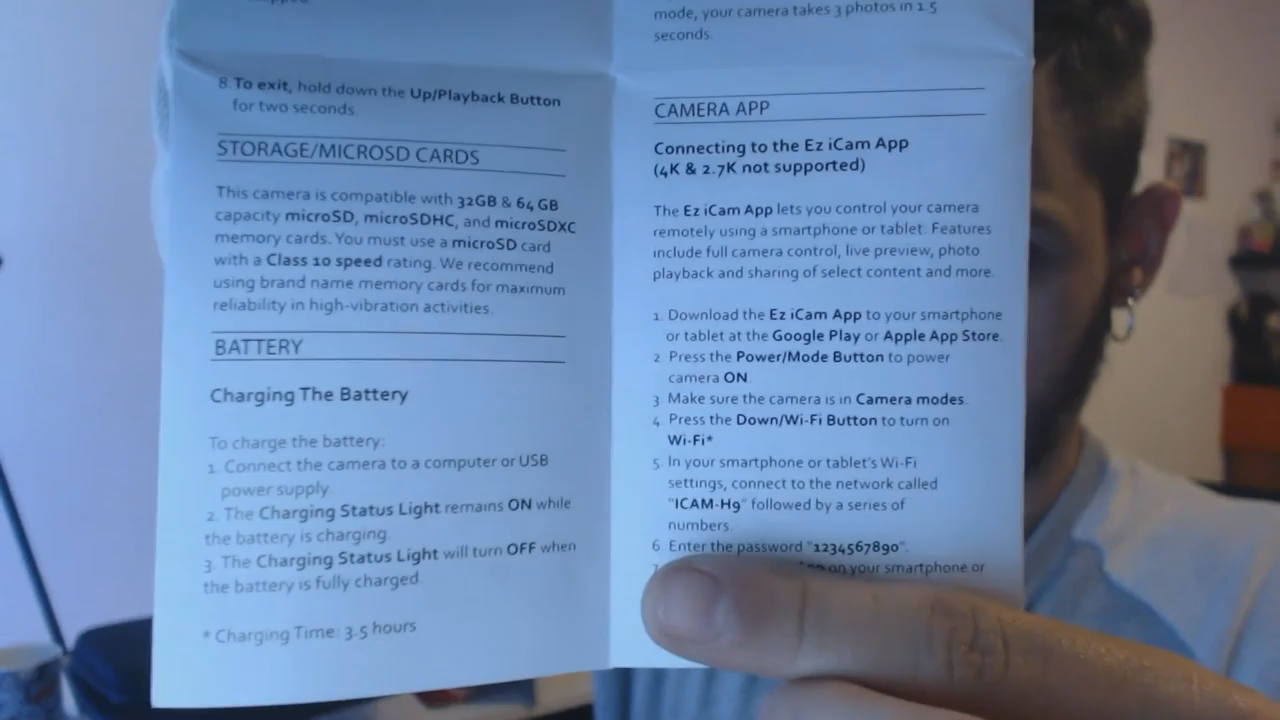 8. To exit, hold down the Up/Playback Button
for two seconds.
STORAGE/MICROSD CARDS
This camera is compatible with 32GB & 64 GB
capacity microSD, microSDHC, and microSDXC
memory cards. You must use a microSD card
with a Class 10 speed rating. We recommend
using brand name memory cards for maximum
reliability in high-vibration activities.
BATTERY
Charging The Battery
To charge the battery:
1. Connect the camera to a computer or USB
power supply.
2. The Charging Status Light remains ON while
the battery is charging.
3. The Charging Status Light will turn OFF when
the battery is fully charged.
* Charging Time: 3.5 hours
mode, your camera takes 3 photos in 1.5
seconds.
CAMERA APP
Connecting to the Ez iCam App
(4K & 2.7K not supported)
The Ez iCam App lets you control your camera
remotely using a smartphone or tablet. Features
include full camera control, live preview, photo
playback and sharing of select content and more.
1. Download the Ez iCam App to your smartphone
or tablet at the Google Play or Apple App Store.
2. Press the Power/Mode Button to power
camera ON.
3. Make sure the camera is in Camera modes.
4. Press the Down/Wi-Fi Button to turn on
Wi-Fi*
5. In your smartphone or tablet's Wi-Fi
settings, connect to the network called
"ICAM-H9" followed by a series of
numbers.
6. Enter the password "1234567890".
7. on your smartphone or